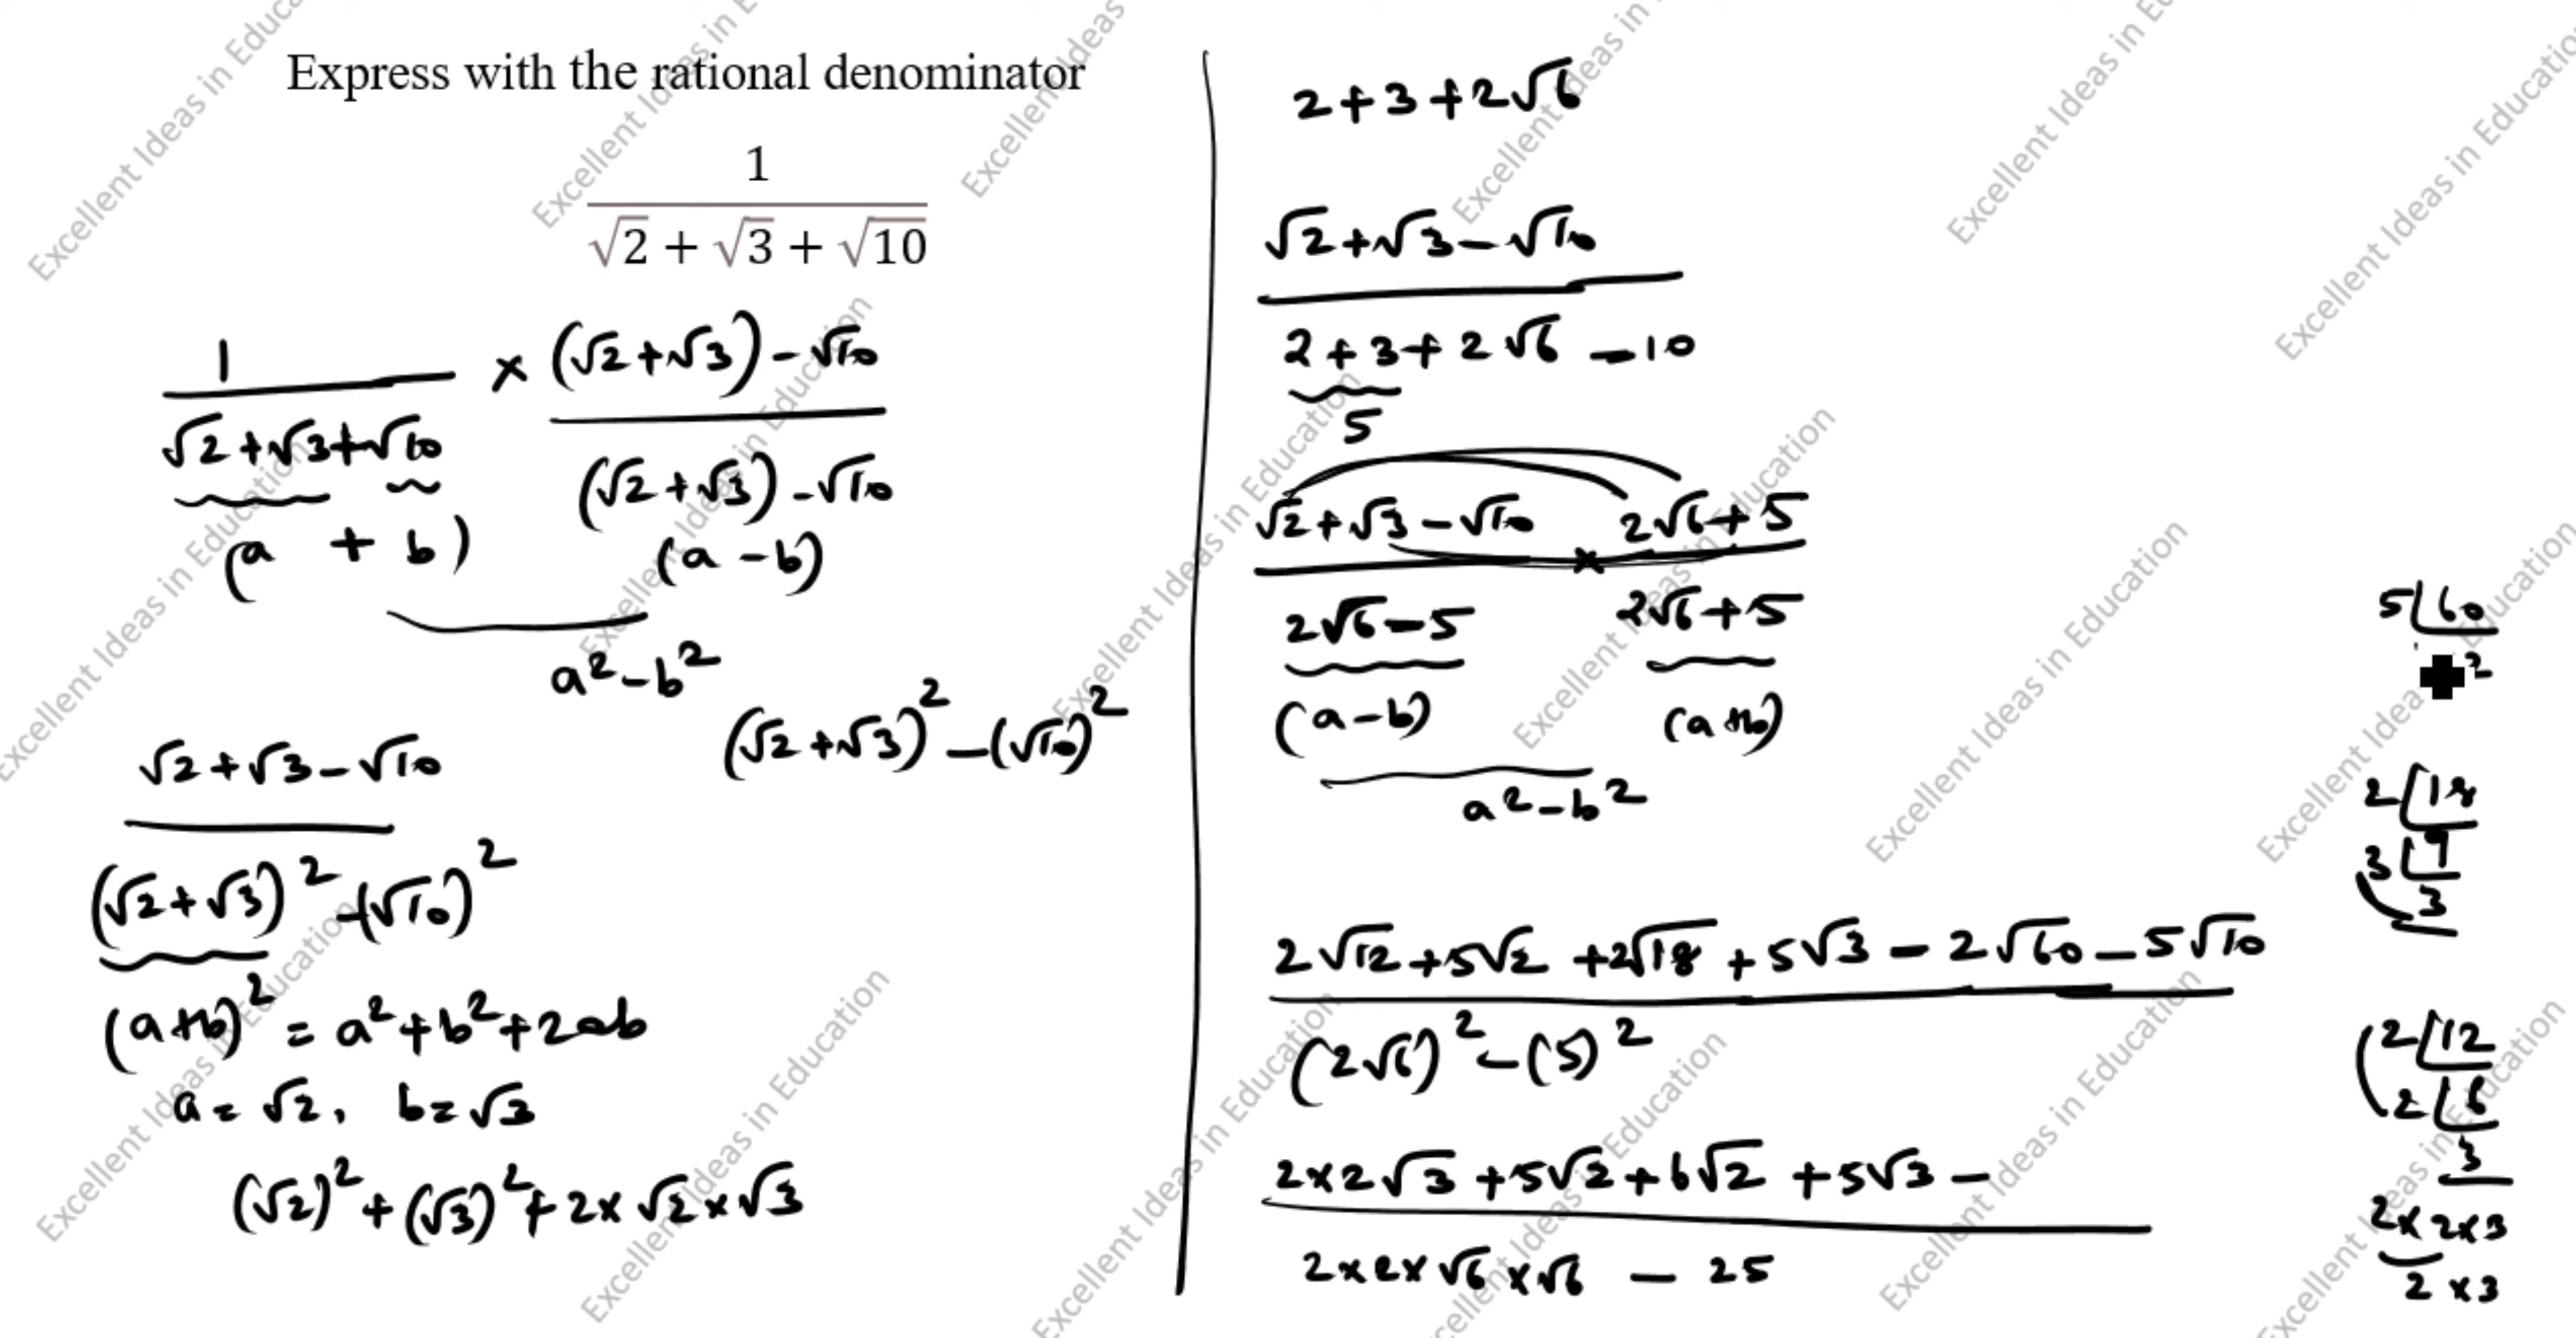 Express with the rational denominator
1
√2 + √3 + √10
1 × (√2+√3)-√10
√2+√3+√10 (√2+√3)-√10
(a + b) (a-b)
a²-b²
√2+√3-√10 (√2+√3)²-(√10)²
(√2+√3)²-(√10)²
(a+b)² = a²+b²+2ab
a=√2, b=√3
(√2)²+(√3)²+2×√2×√3
2+3+2√6
√2+√3-√10
2+3+2√6-10
5
√2+√3-√10 × 2√6+5
2√6-5 2√6+5
(a-b) (a+b)
a²-b²
2√12+5√2+2√18+5√3-2√60-5√10
(2√6)²-(5)²
2×2√3+5√2+6√2+5√3-
2×2×√6×√6-25
5 60
2
2 18
3 9
3
2 12
2 6
3
2×2×3
2×3
Excellent Ideas in Education